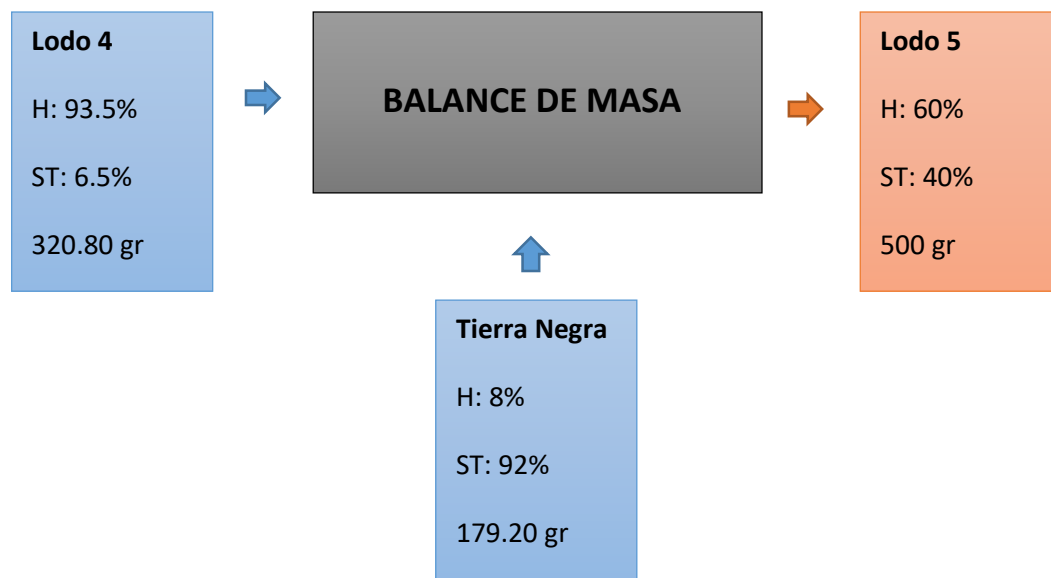 Lodo 4
H: 93.5%
ST: 6.5%
320.80 gr
BALANCE DE MASA
Lodo 5
H: 60%
ST: 40%
500 gr
Tierra Negra
H: 8%
ST: 92%
179.20 gr